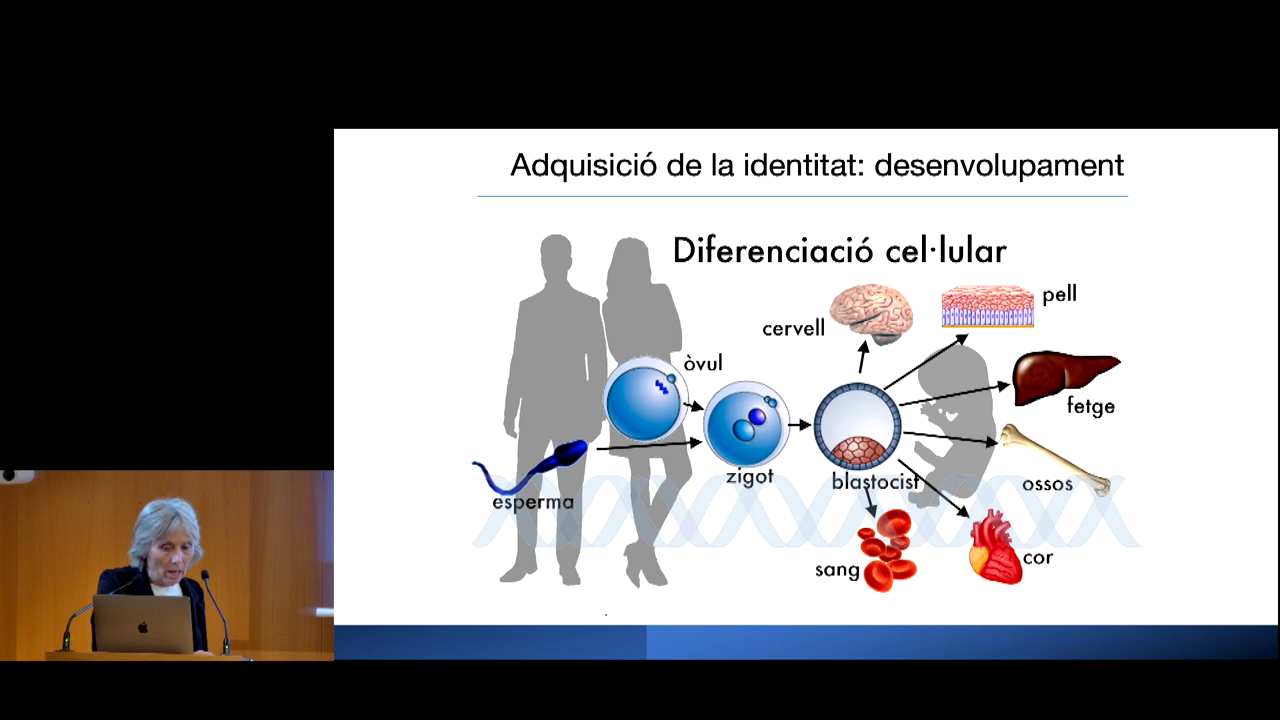 Adquisició de la identitat: desenvolupament
Diferenciació cel·lular
cervell
pell
òvul
fetge
zigot
blastocist
ossos
esperma
sang
cor